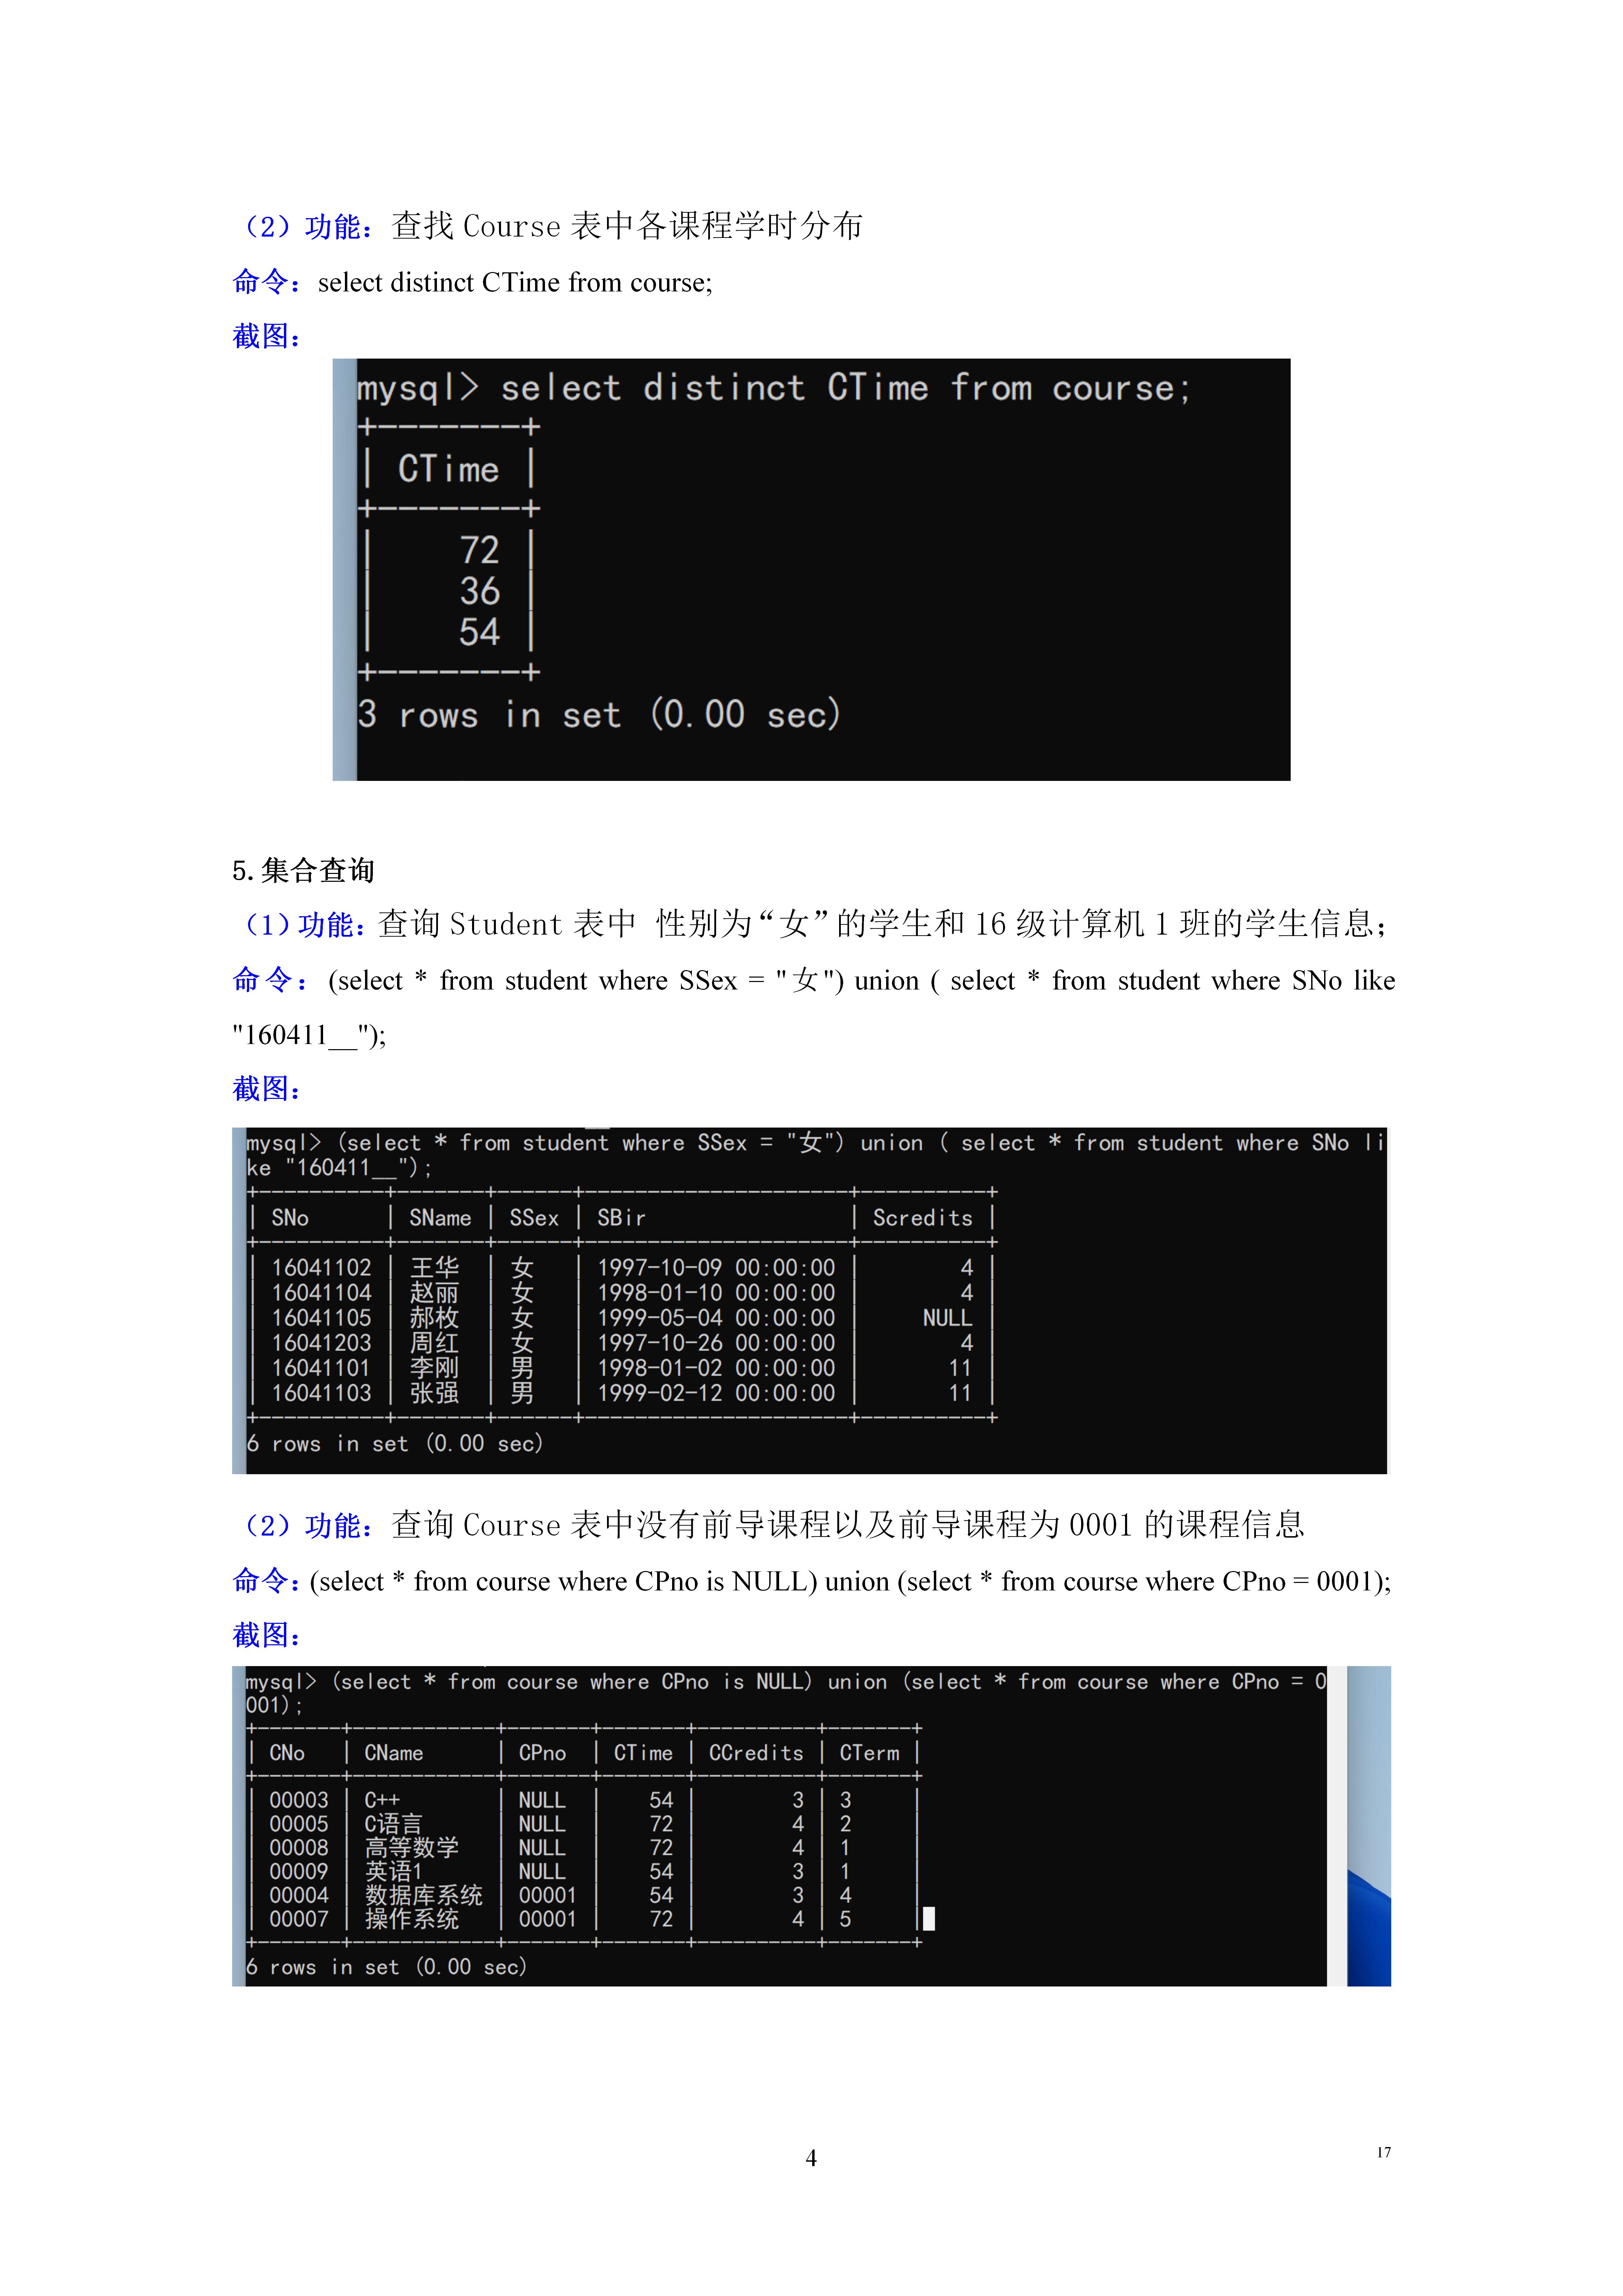 （2）功能：查找 Course 表中各课程学时分布
命令：select distinct CTime from course;
截图：
mysql> select distinct CTime from course;
+-------+
| CTime |
+-------+
|    72 |
|    36 |
|    54 |
+-------+
3 rows in set (0.00 sec)
5.集合查询
（1）功能：查询 Student 表中 性别为“女”的学生和 16 级计算机 1 班的学生信息；
命令：(select * from student where SSex = "女") union ( select * from student where SNo like
"160411__");
截图：
mysql> (select * from student where SSex = "女") union ( select * from student where SNo li
ke "160411__");
+----------+-------+------+---------------------+----------+
| SNo      | SName | SSex | SBir                | Scredits |
+----------+-------+------+---------------------+----------+
| 16041102 | 王华  | 女   | 1997-10-09 00:00:00 |        4 |
| 16041104 | 赵丽  | 女   | 1998-01-10 00:00:00 |        4 |
| 16041105 | 郝枚  | 女   | 1999-05-04 00:00:00 |     NULL |
| 16041203 | 周红  | 女   | 1997-10-26 00:00:00 |        4 |
| 16041101 | 李刚  | 男   | 1998-01-02 00:00:00 |       11 |
| 16041103 | 张强  | 男   | 1999-02-12 00:00:00 |       11 |
+----------+-------+------+---------------------+----------+
6 rows in set (0.00 sec)
（2）功能：查询 Course 表中没有前导课程以及前导课程为 0001 的课程信息
命令：(select * from course where CPno is NULL) union (select * from course where CPno = 0001);
截图：
mysql> (select * from course where CPno is NULL) union (select * from course where CPno = 0
001);
+-------+------------+-------+-------+----------+-------+
| CNo   | CName      | CPno  | CTime | CCredits | CTerm |
+-------+------------+-------+-------+----------+-------+
| 00003 | C++        | NULL  |    54 |        3 | 3     |
| 00005 | C语言      | NULL  |    72 |        4 | 2     |
| 00008 | 高等数学   | NULL  |    72 |        4 | 1     |
| 00009 | 英语1      | NULL  |    54 |        3 | 1     |
| 00004 | 数据库系统 | 00001 |    54 |        3 | 4     |
| 00007 | 操作系统   | 00001 |    72 |        4 | 5     |
+-------+------------+-------+-------+----------+-------+
6 rows in set (0.00 sec)
4
17